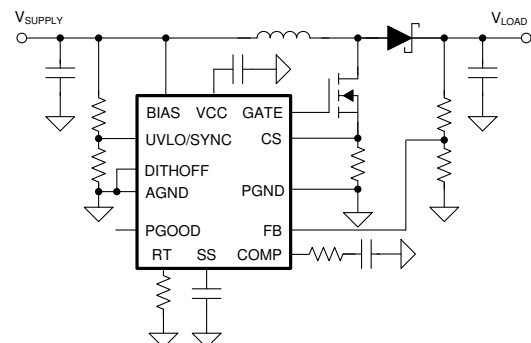 VSUPPLY VLOAD
BIAS VCC GATE
UVLO/SYNC CS
DITHOFF
AGND PGND
PGOOD FB
RT SS COMP